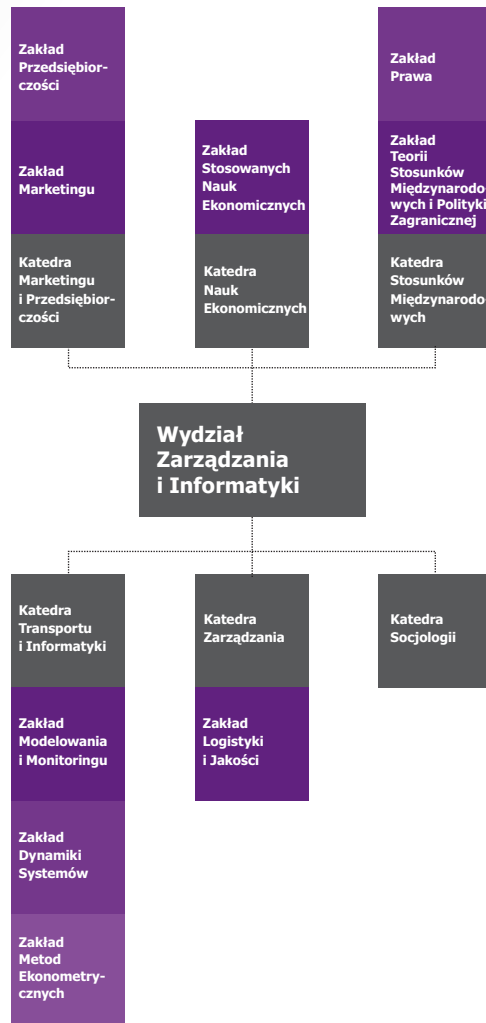 Zakład
Przedsiębior-
czości
Zakład
Marketingu
Katedra
Marketingu
i Przedsiębior-
czości
Zakład
Stosowanych
Nauk
Ekonomicznych
Katedra
Nauk
Ekonomicznych
Zakład
Prawa
Zakład
Teorii
Stosunków
Międzynarodo-
wych i Polityki
Zagranicznej
Katedra
Stosunków
Międzynarodo
wych
Wydział
Zarządzania
i Informatyki
Katedra
Transportu
i Informatyki
Zakład
Modelowania
i Monitoringu
Zakład
Dynamiki
Systemów
Zakład
Metod
Ekonometry-
cznych
Katedra
Zarządzania
Zakład
Logistyki
i Jakości
Katedra
Socjologii